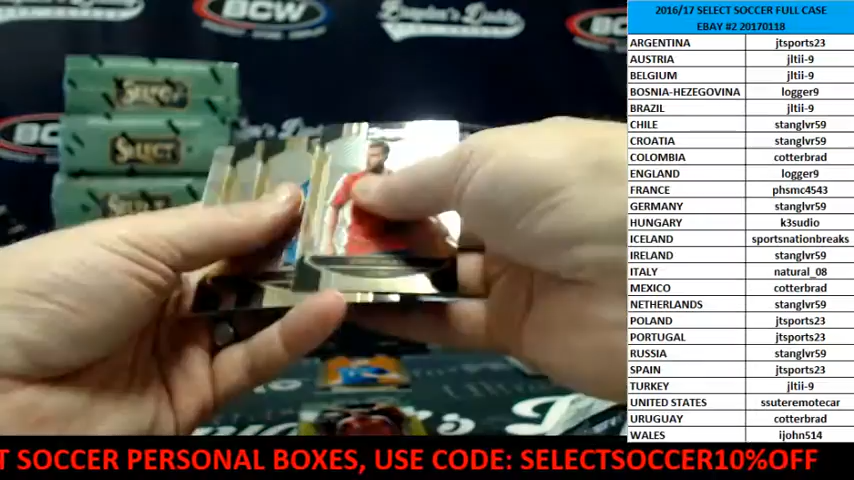 2016/17 SELECT SOCCER FULL CASE
EBAY #2 20170118
ARGENTINA jtsports23
AUSTRIA jltii-9
BELGIUM jltii-9
BOSNIA-HEZEGOVINA logger9
BRAZIL jltii-9
CHILE stanglvr59
CROATIA stanglvr59
COLOMBIA cotterbrad
ENGLAND logger9
FRANCE phsmc4543
GERMANY stanglvr59
HUNGARY k3sudio
ICELAND sportsnationbreaks
IRELAND stanglvr59
ITALY natural_08
MEXICO cotterbrad
NETHERLANDS stanglvr59
POLAND jtsports23
PORTUGAL jtsports23
RUSSIA stanglvr59
SPAIN jtsports23
TURKEY jltii-9
UNITED STATES ssuteremotecar
URUGUAY cotterbrad
WALES ijohn514
BCW
SELECT
SELECT
T SOCCER PERSONAL BOXES, USE CODE: SELECTSOCCER10%OFF